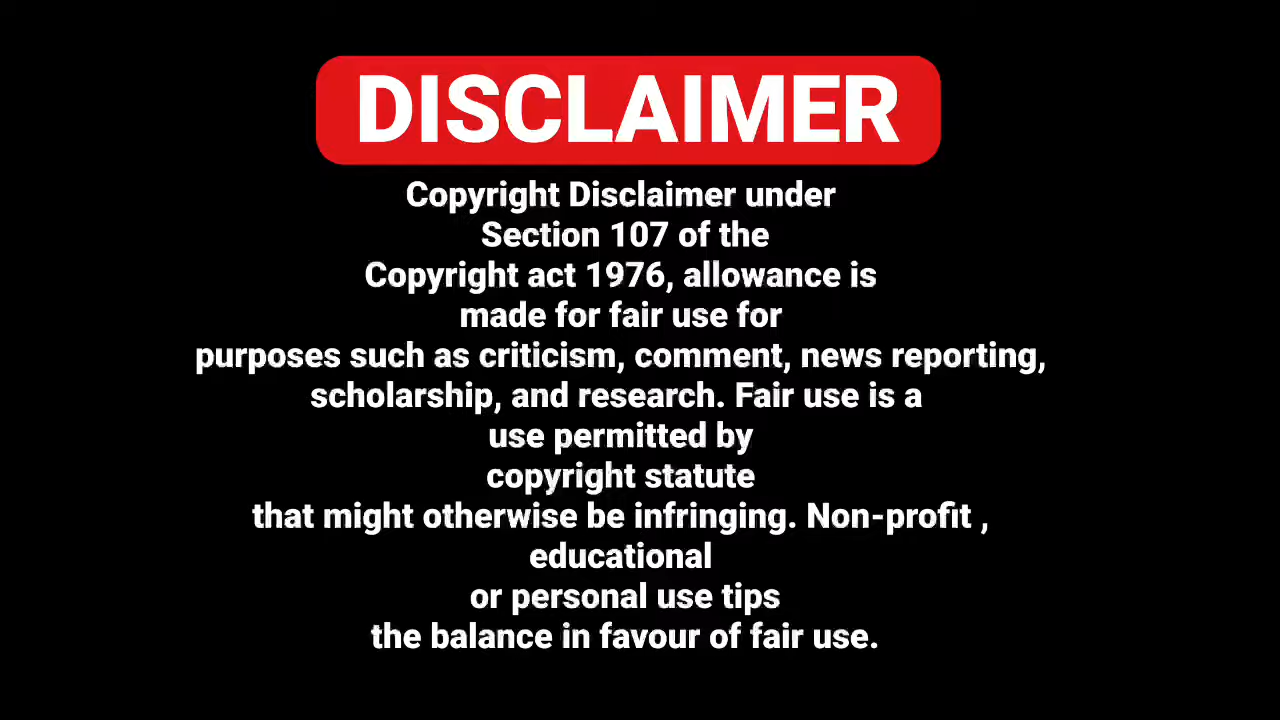 DISCLAIMER
Copyright Disclaimer under
Section 107 of the
Copyright act 1976, allowance is
made for fair use for
purposes such as criticism, comment, news reporting,
scholarship, and research. Fair use is a
use permitted by
copyright statute
that might otherwise be infringing. Non-profit ,
educational
or personal use tips
the balance in favour of fair use.